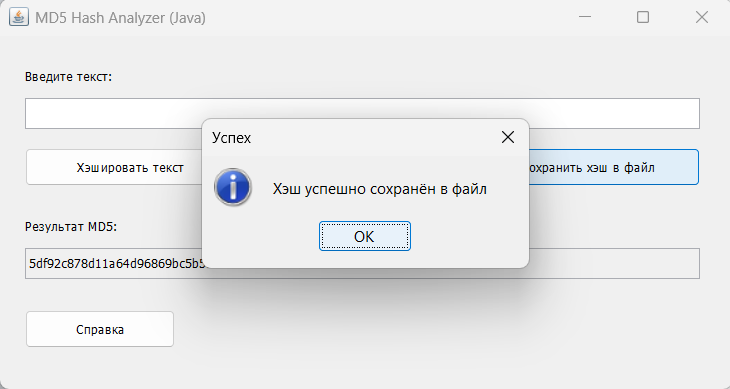 MD5 Hash Analyzer (Java)
Введите текст:
Успех
Хэшировать текст
охранить хэш в файл
Хэш успешно сохранён в файл
OK
Результат MD5:
5df92c878d11a64d96869bc5b5
Справка